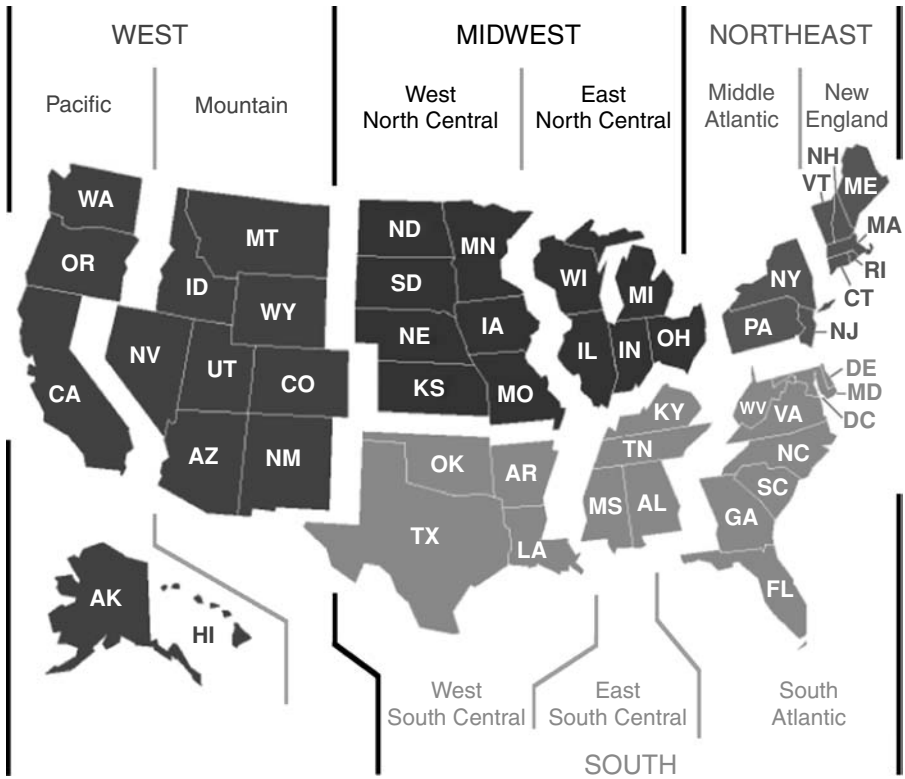 WEST
MIDWEST
NORTHEAST
Pacific
Mountain
West
North Central
East
North Central
Middle
Atlantic
New
England
WA
OR
CA
NV
ID
MT
WY
UT
CO
AZ
NM
AK
HI
ND
SD
NE
KS
MN
IA
MO
WI
IL
IN
MI
OH
NH
VT
ME
MA
RI
CT
NY
PA
NJ
DE
MD
DC
WV
VA
NC
SC
GA
FL
KY
TN
MS
AL
OK
AR
TX
LA
West
South Central
East
South Central
South
Atlantic
SOUTH